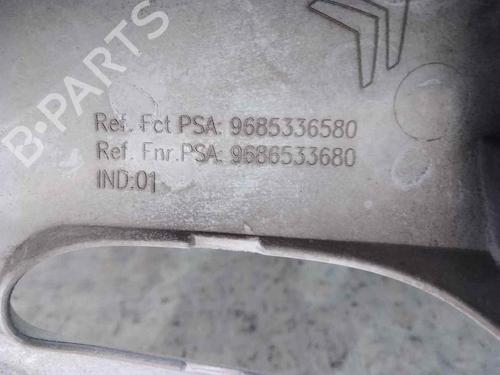 B-PARTS
Ref. Fct PSA: 9685336580
Ref. Fnr.PSA: 9686533680
IND:01